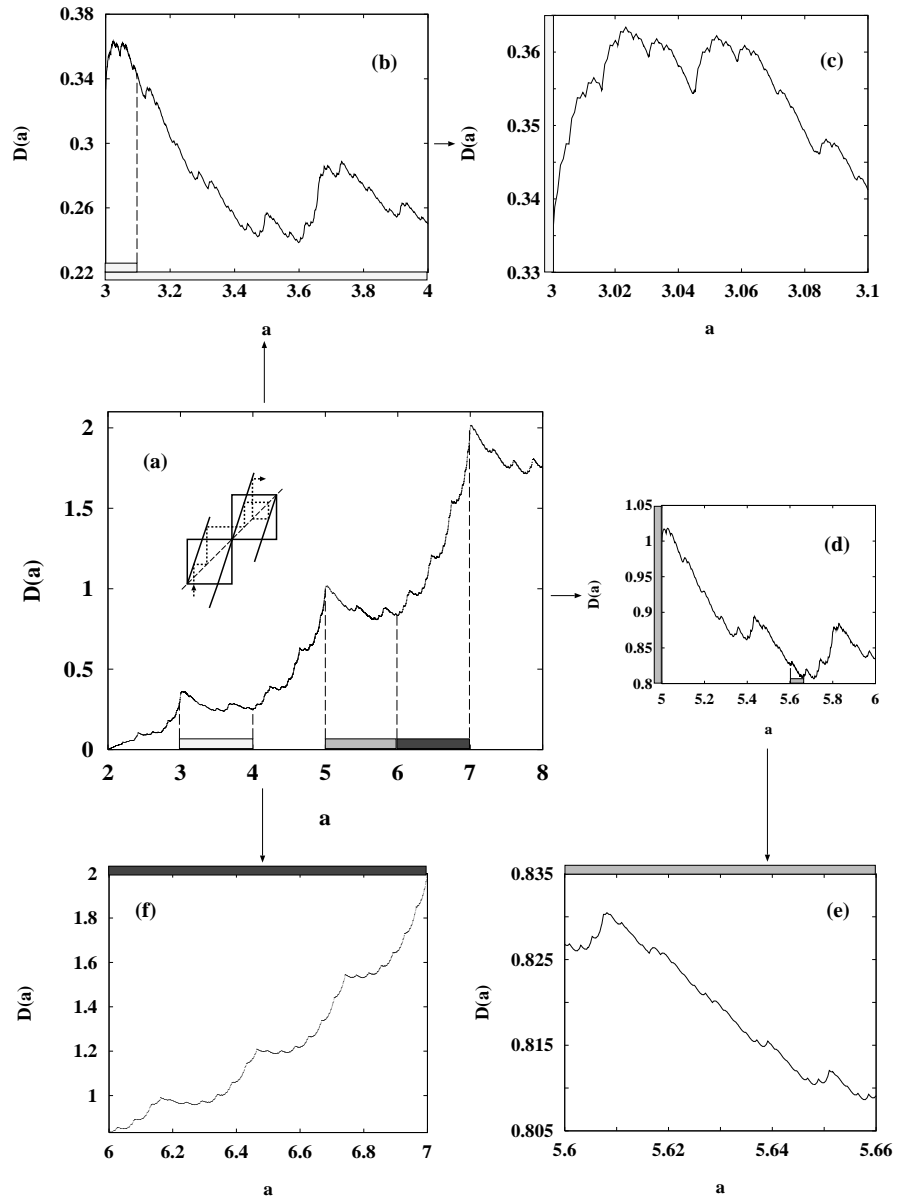 0.38
0.34
0.3
0.26
0.22
D(a)
(b)
3 3.2 3.4 3.6 3.8 4
a
0.36
0.35
0.34
0.33
D(a)
(c)
3 3.02 3.04 3.06 3.08 3.1
a
2
1.5
1
0.5
0
D(a)
(a)
2 3 4 5 6 7 8
a
1.05
1
0.95
0.9
0.85
0.8
D(a)
(d)
5 5.2 5.4 5.6 5.8 6
a
2
1.8
1.6
1.4
1.2
1
D(a)
(f)
6 6.2 6.4 6.6 6.8 7
a
0.835
0.825
0.815
0.805
D(a)
(e)
5.6 5.62 5.64 5.66
a